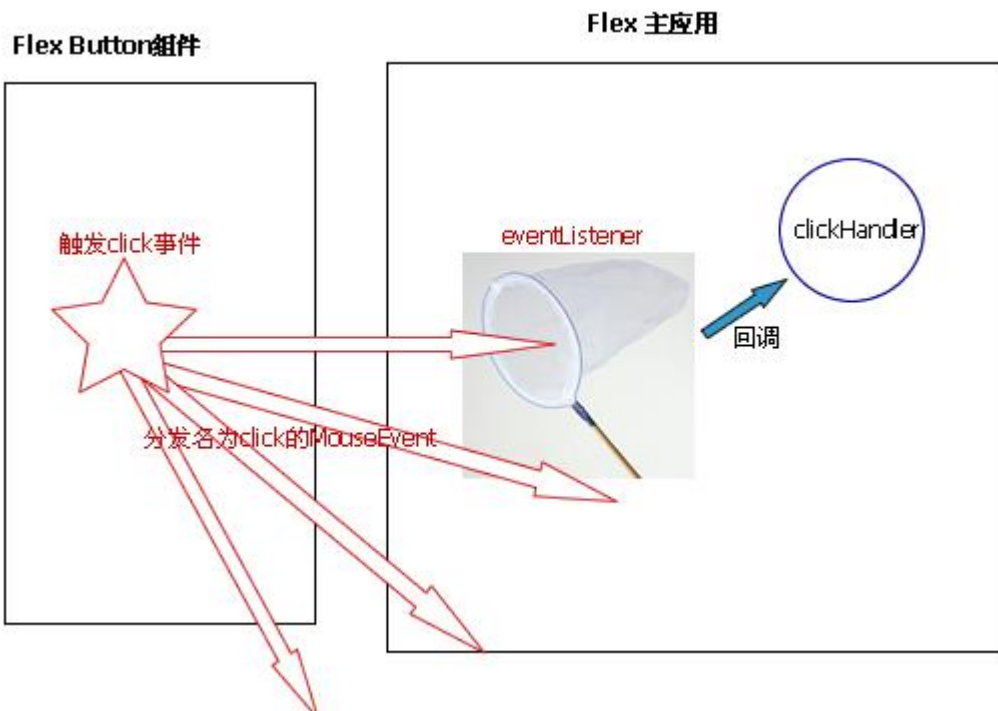 Flex Button组件
Flex 主应用
触发click事件
eventListener
clickHandler
回调
分发名为click的MouseEvent